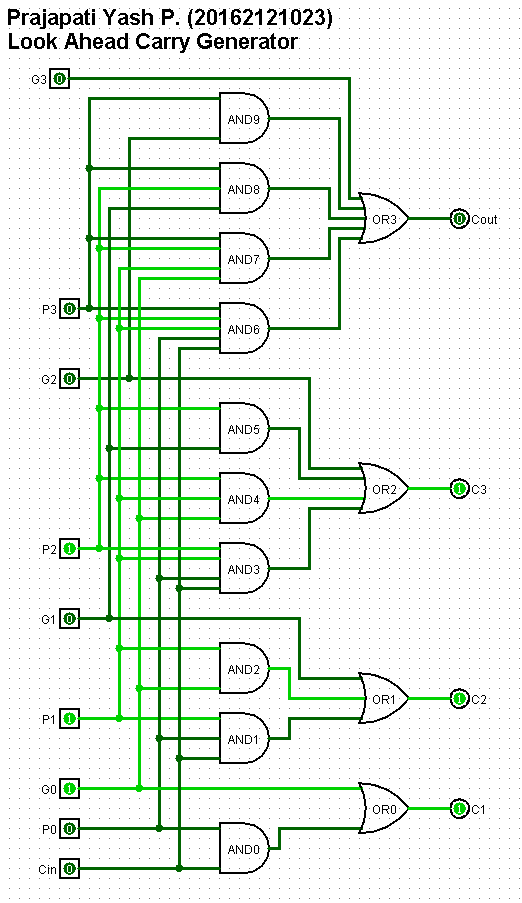 Prajapati Yash P. (20162121023)
Look Ahead Carry Generator
G3 0
AND9
AND8
OR3 0 Cout
AND7
P3 0
AND6
G2 0
AND5
AND4
OR2 1 C3
P2 1
AND3
G1 0
AND2
OR1 1 C2
P1 1
AND1
G0 1
OR0 1 C1
P0 0
AND0
Cin 0